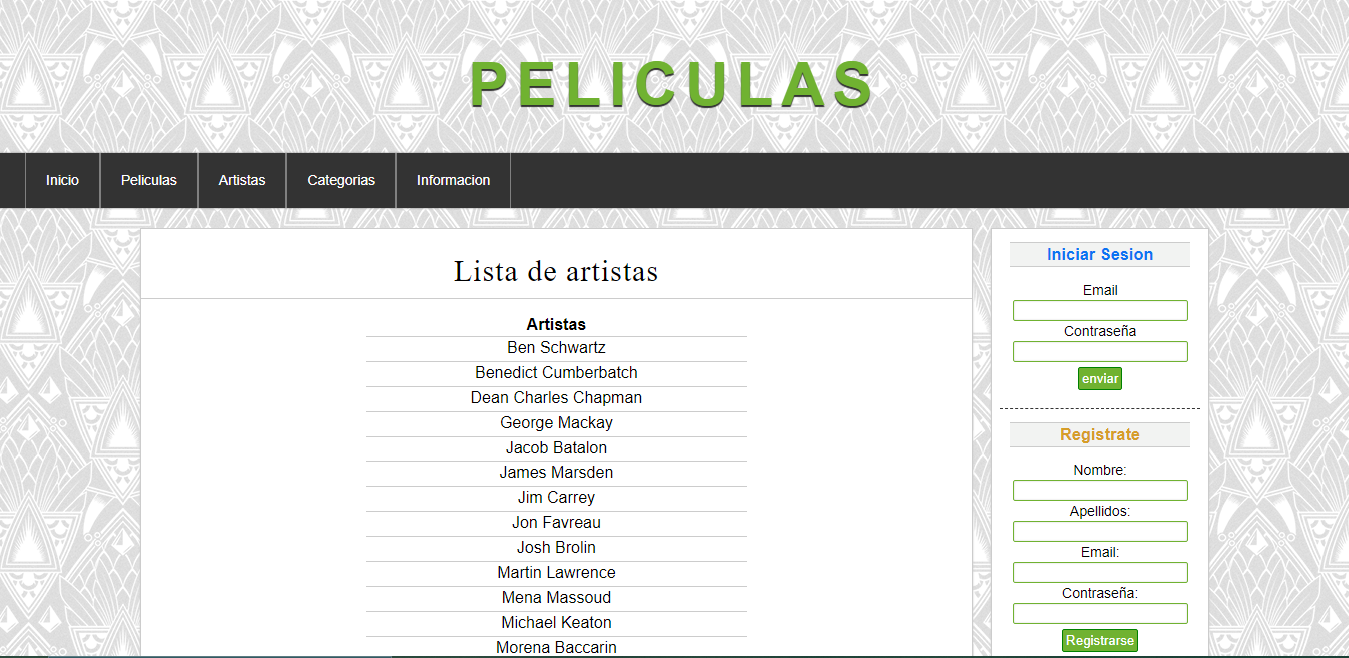 PELICULAS
Inicio Peliculas Artistas Categorias Informacion
Lista de artistas
Artistas
Ben Schwartz
Benedict Cumberbatch
Dean Charles Chapman
George Mackay
Jacob Batalon
James Marsden
Jim Carrey
Jon Favreau
Josh Brolin
Martin Lawrence
Mena Massoud
Michael Keaton
Morena Baccarin
Iniciar Sesion
Email
Contraseña
enviar
Registrate
Nombre:
Apellidos:
Email:
Contraseña:
Registrarse